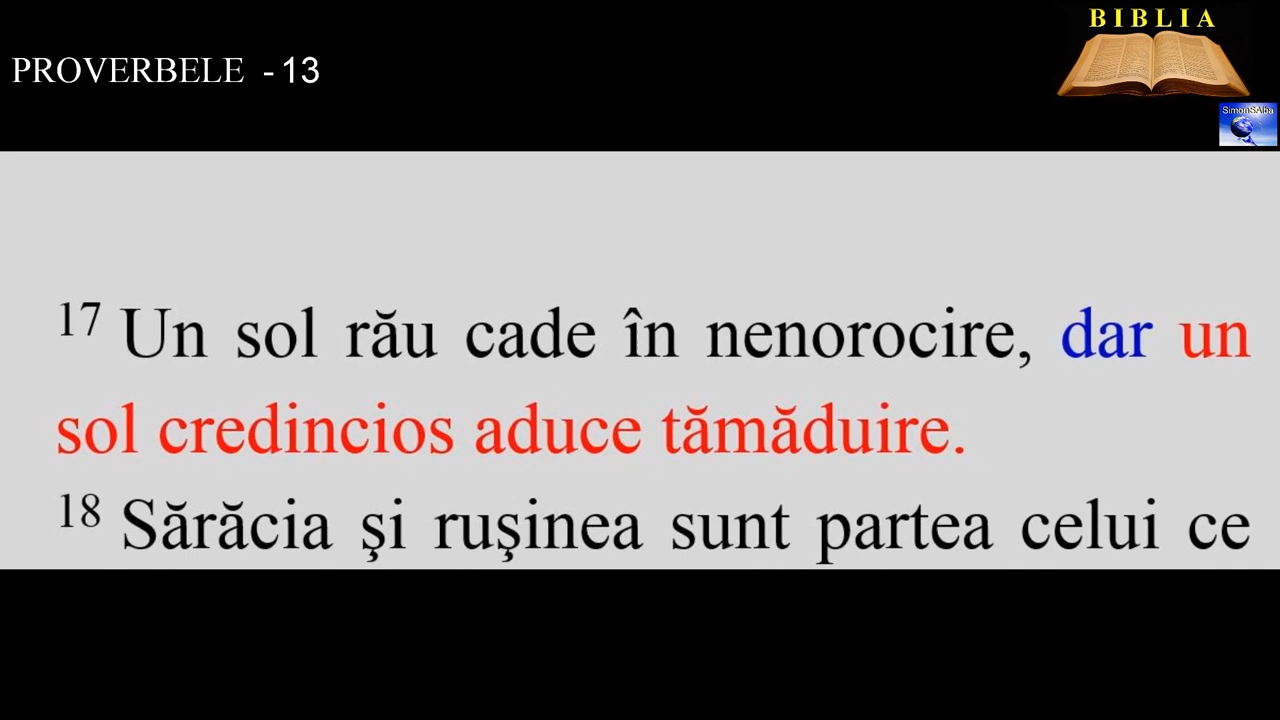 BIBLIA
PROVERBELE - 13
SimonSAlba
17 Un sol rău cade în nenorocire, dar un
sol credincios aduce tămăduire.
18 Sărăcia şi ruşinea sunt partea celui ce